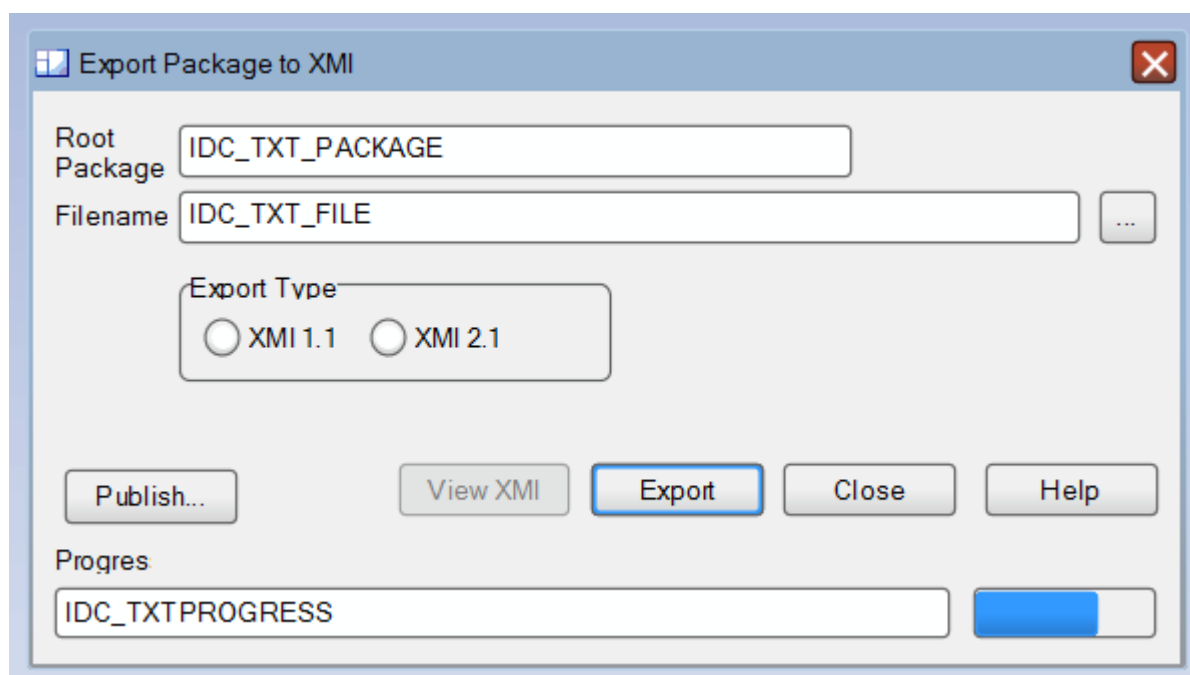 Export Package to XMI
Root
Package
IDC_TXT_PACKAGE
Filename
IDC_TXT_FILE
...
Export Type
XMI 1.1
XMI 2.1
Publish...
View XMI
Export
Close
Help
Progres
IDC_TXTPROGRESS